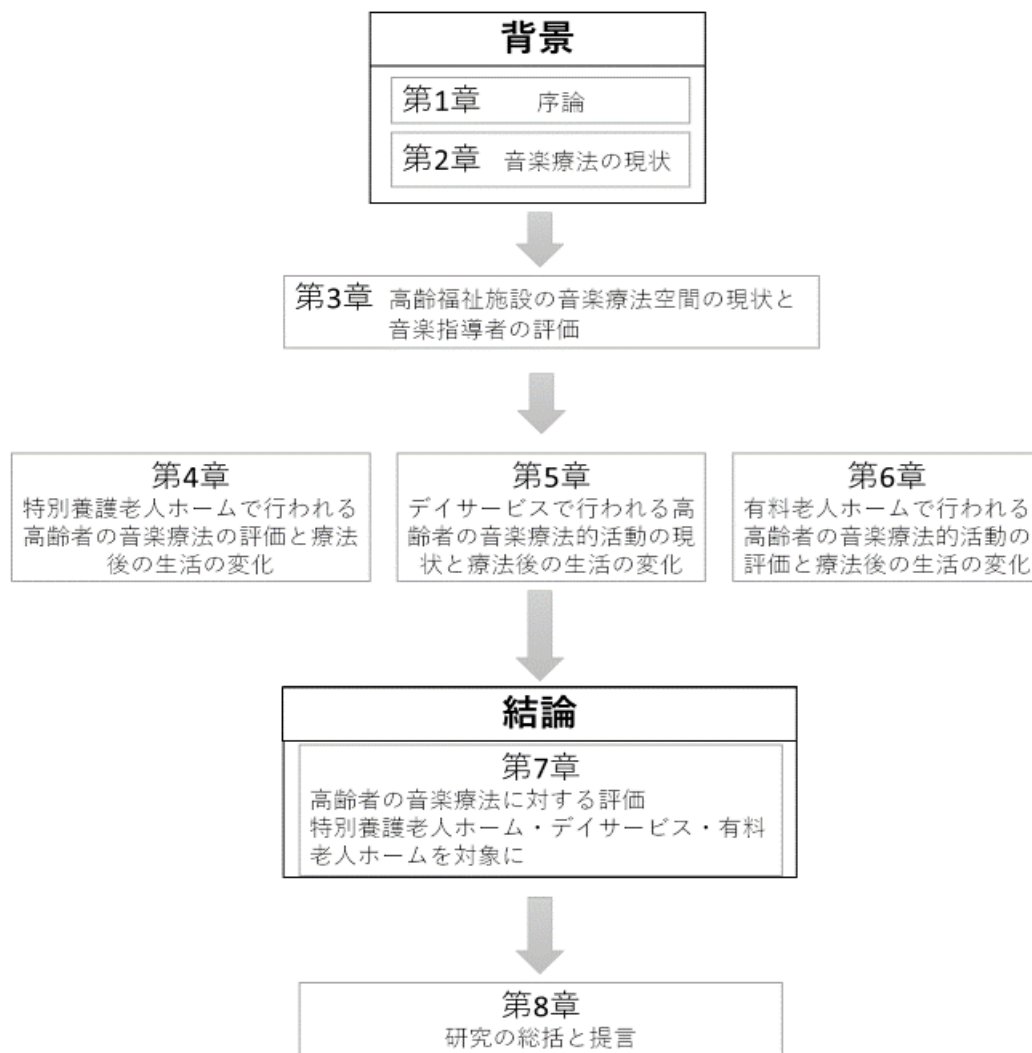 背景
第1章 序論
第2章 音楽療法の現状
第3章 高齢福祉施設の音楽療法空間の現状と
音楽指導者の評価
第4章
特別養護老人ホームで行われる
高齢者の音楽療法の評価と療法
後の生活の変化
第5章
デイサービスで行われる高
齢者の音楽療法的活動の現
状と療法後の生活の変化
第6章
有料老人ホームで行われる
高齢者の音楽療法的活動の
評価と療法後の生活の変化
結論
第7章
高齢者の音楽療法に対する評価
特別養護老人ホーム・デイサービス・有料
老人ホームを対象に
第8章
研究の総括と提言